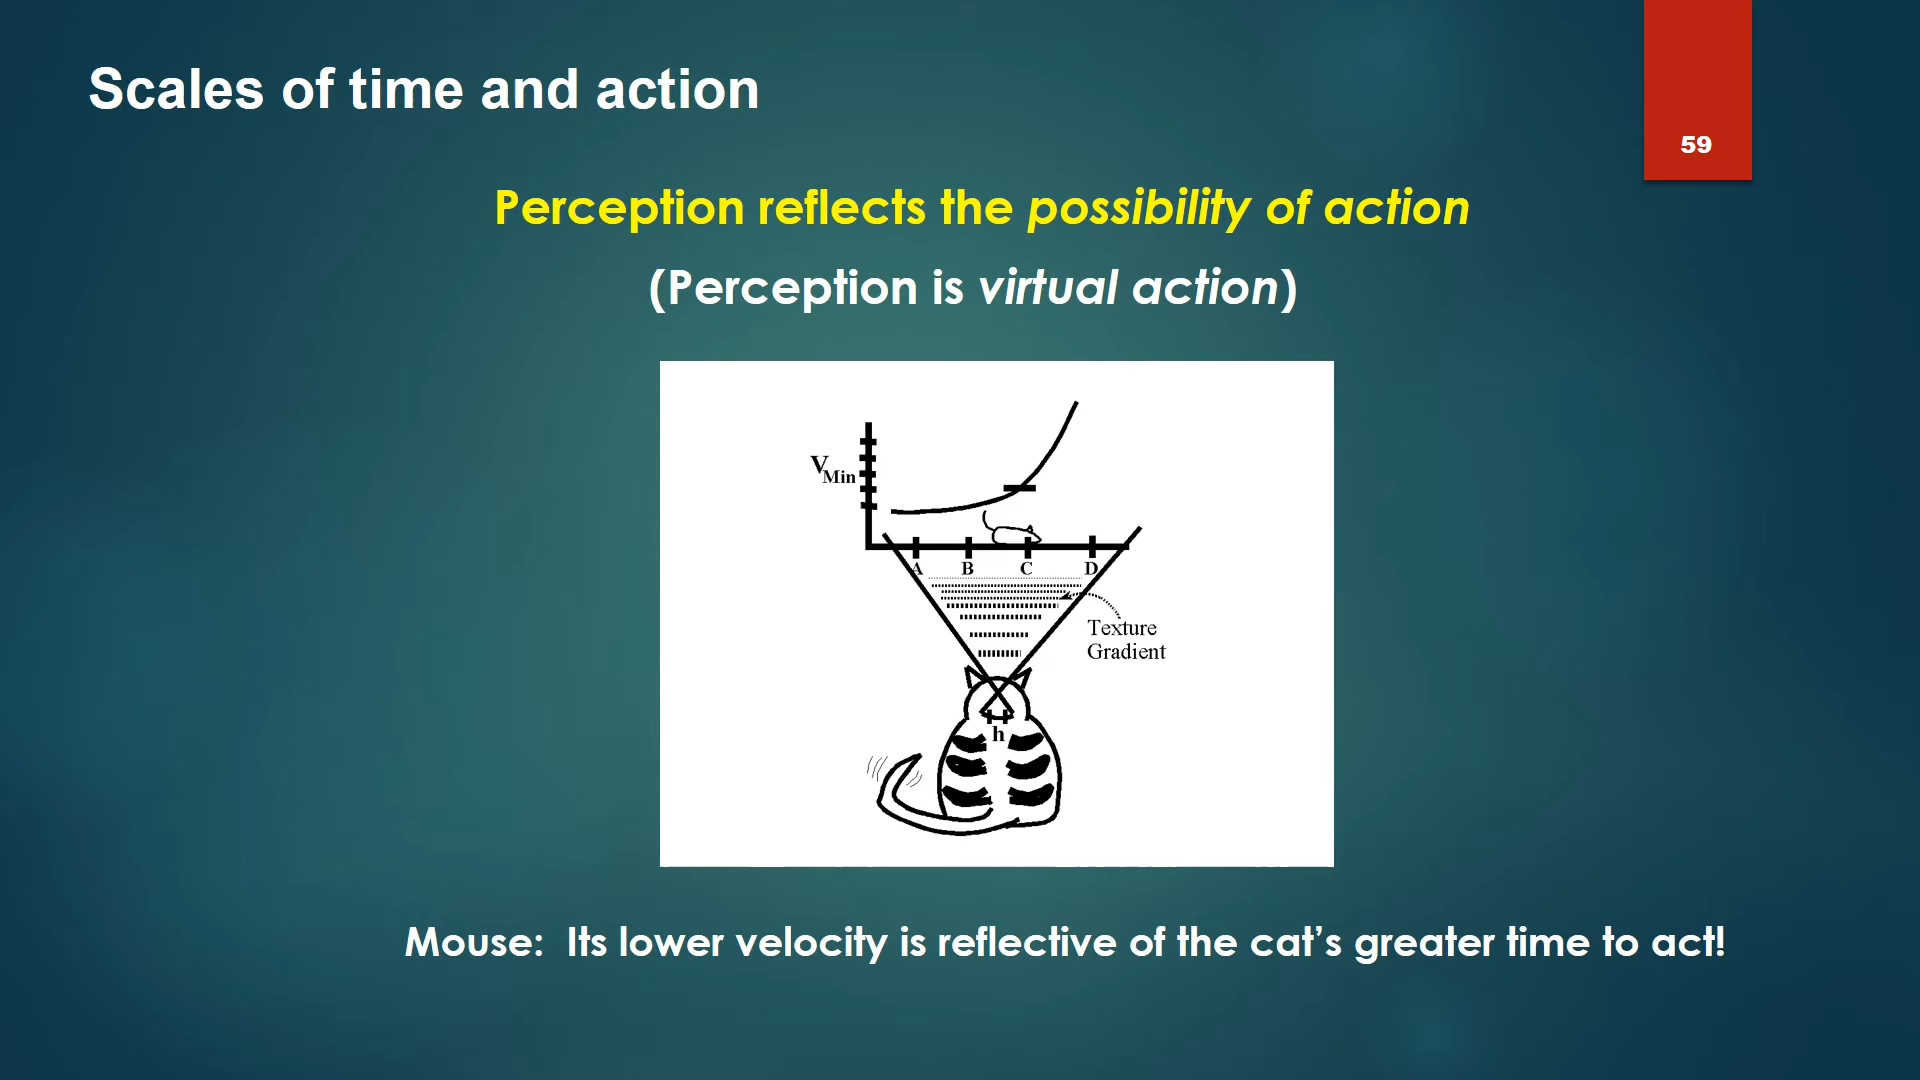 Scales of time and action
59
Perception reflects the possibility of action
(Perception is virtual action)
V Min
A B C D
Texture
Gradient
h
Mouse:  Its lower velocity is reflective of the cat’s greater time to act!